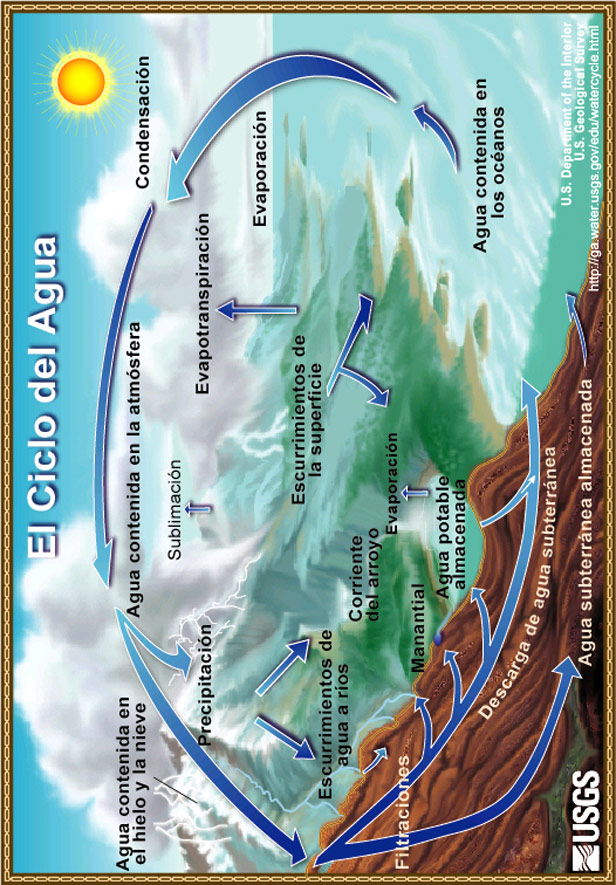 El Ciclo del Agua
Agua contenida en
el hielo y la nieve
Agua contenida en la atmósfera
Condensación
Precipitación
Sublimación
Evapotranspiración
Evaporación
Escurrimientos de
agua a ríos
Corriente
del arroyo
Escurrimientos de
la superficie
Evaporación
Manantial
Agua potable
almacenada
Agua contenida en
los océanos
Filtraciones
Descarga de agua subterránea
Agua subterránea almacenada
USGS
U.S. Department of the Interior
U.S. Geological Survey
http://ga.water.usgs.gov/edu/watercycle.html